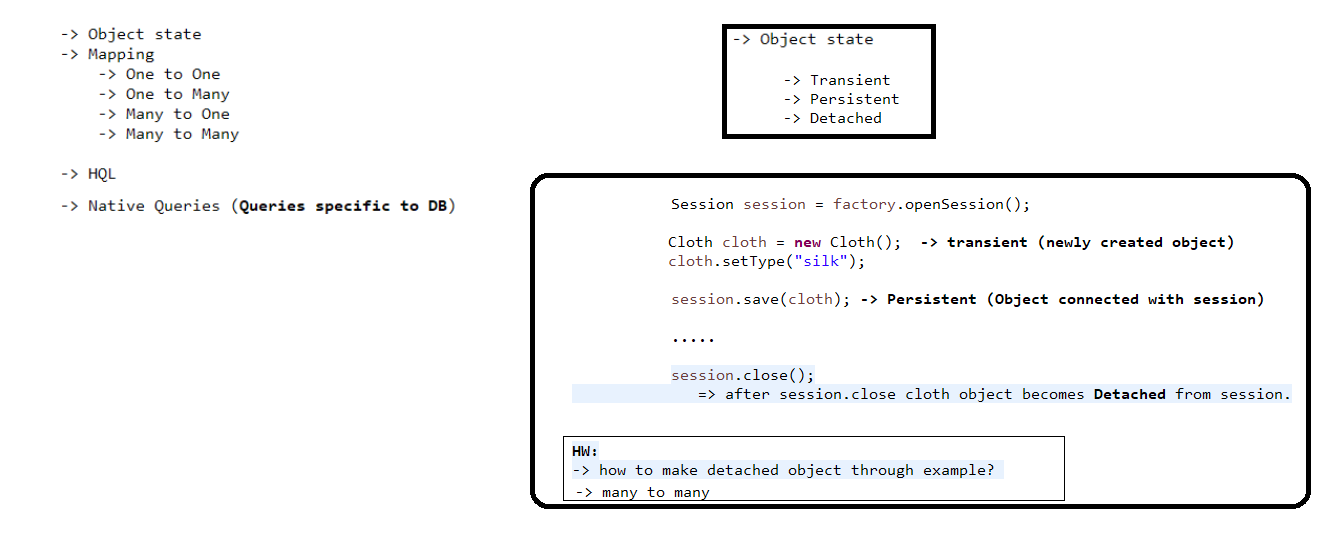 -> Object state
-> Mapping
-> One to One
-> One to Many
-> Many to One
-> Many to Many
-> HQL
-> Native Queries (Queries specific to DB)
-> Object state
-> Transient
-> Persistent
-> Detached
Session session = factory.openSession();
Cloth cloth = new Cloth(); -> transient (newly created object)
cloth.setType("silk");
session.save(cloth); -> Persistent (Object connected with session)
.....
session.close();
=> after session.close cloth object becomes Detached from session.
HW:
-> how to make detached object through example?
-> many to many